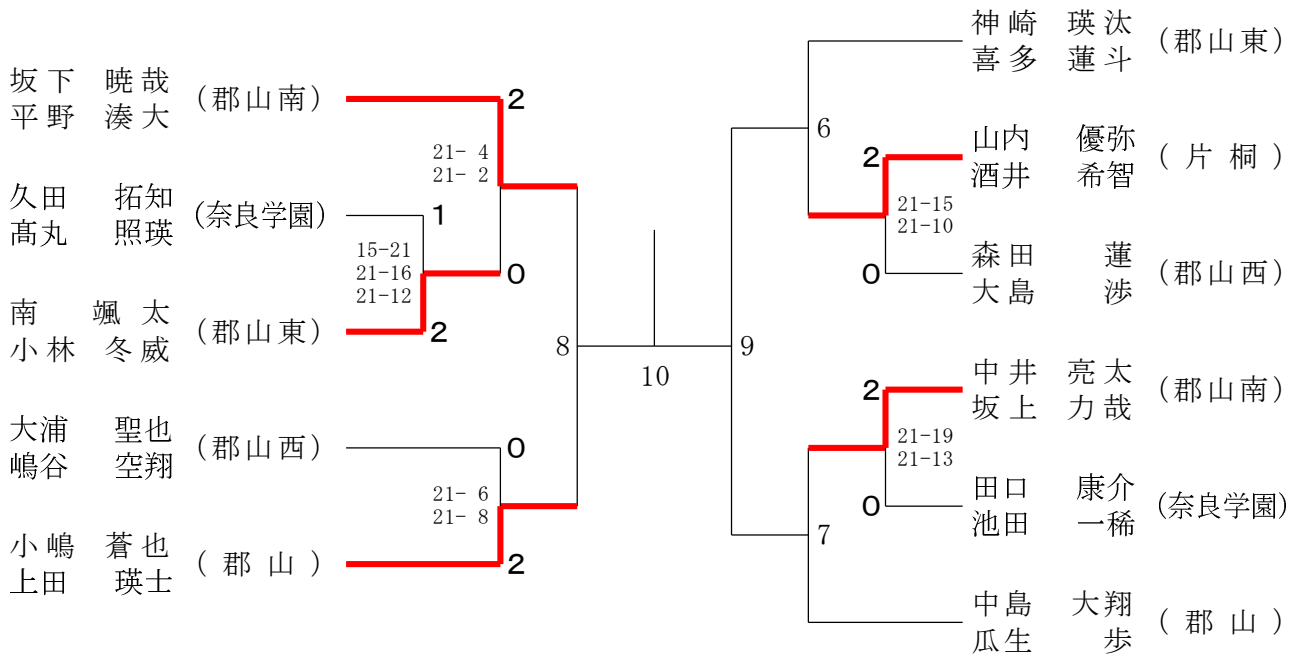 坂下 暁哉
平野 湊大
(郡山南)
2
21- 4
21- 2
久田 拓知
髙丸 照瑛
(奈良学園)
1
15-21
21-16
21-12
0
南 颯太
小林 冬威
(郡山東)
2
8
大浦 聖也
嶋谷 空翔
(郡山西)
0
21- 6
21- 8
小嶋 蒼也
上田 瑛士
(郡山)
2
10
9
神崎 瑛汰
喜多 蓮斗
(郡山東)
6
山内 優弥
酒井 希智
(片桐)
2
21-15
21-10
森田 蓮
大島 渉
(郡山西)
0
中井 亮太
坂上 力哉
(郡山南)
2
21-19
21-13
田口 康介
池田 一稀
(奈良学園)
0
7
中島 大翔
瓜生 歩
(郡山)